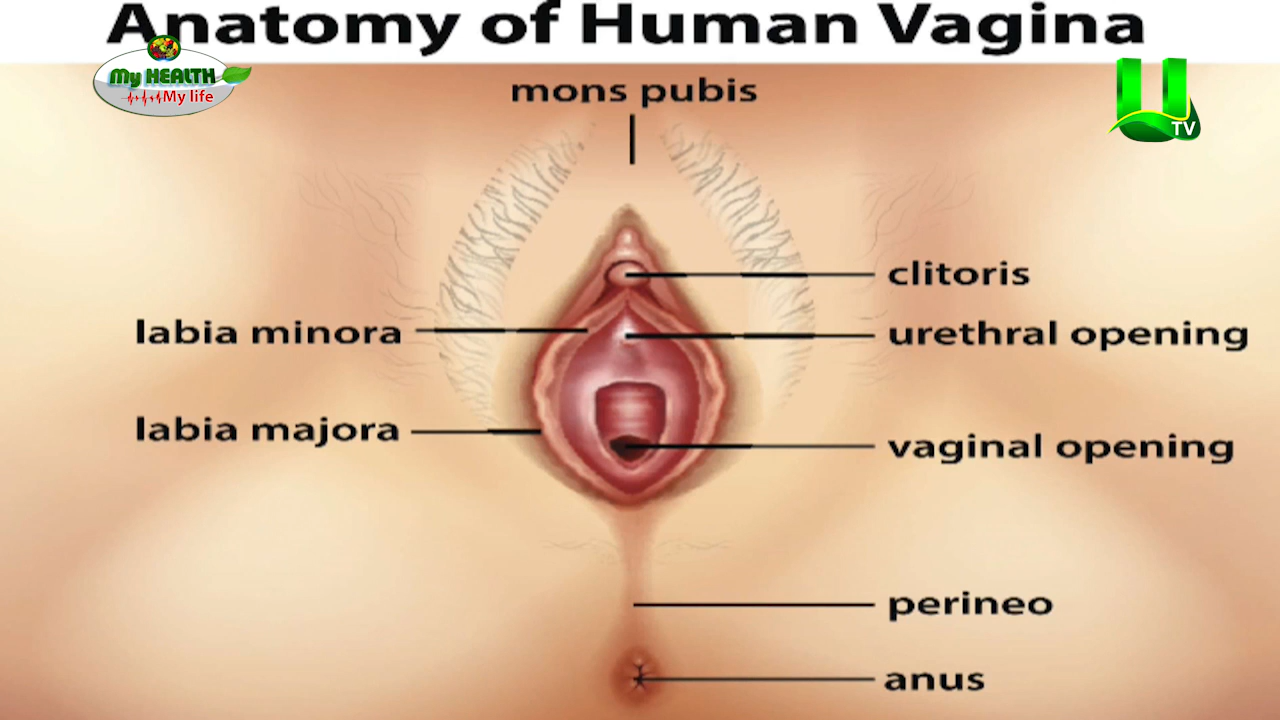 Anatomy of Human Vagina
My HEALTH
My life
U
TV
mons pubis
clitoris
labia minora
urethral opening
labia majora
vaginal opening
perineo
anus